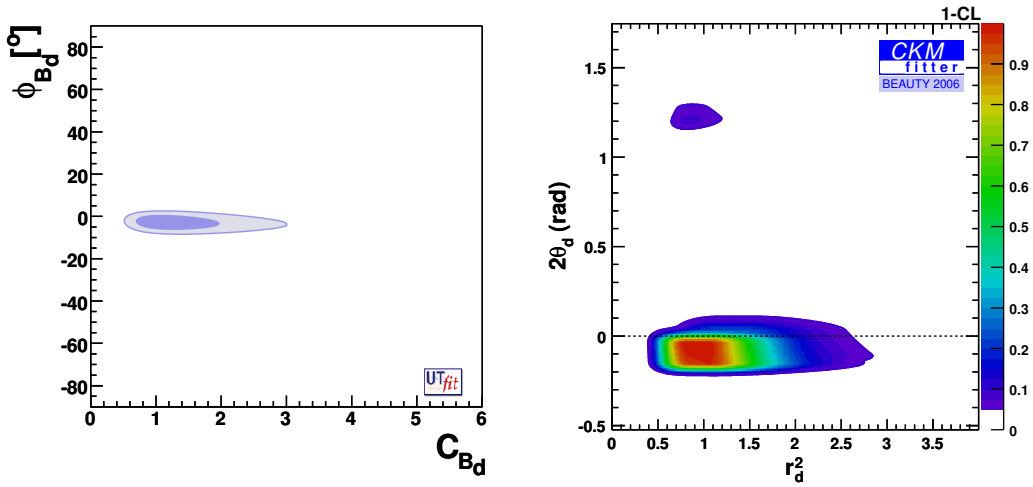 ϕ_{B_d} [°]
80
60
40
20
0
-20
-40
-60
-80
0 1 2 3 4 5 6
C_{B_d}
UTfit
1-CL
CKM
fitter
BEAUTY 2006
2θ_d (rad)
1.5
1
0.5
0
-0.5
0 0.5 1 1.5 2 2.5 3 3.5
r_d^2
0.9
0.8
0.7
0.6
0.5
0.4
0.3
0.2
0.1
0